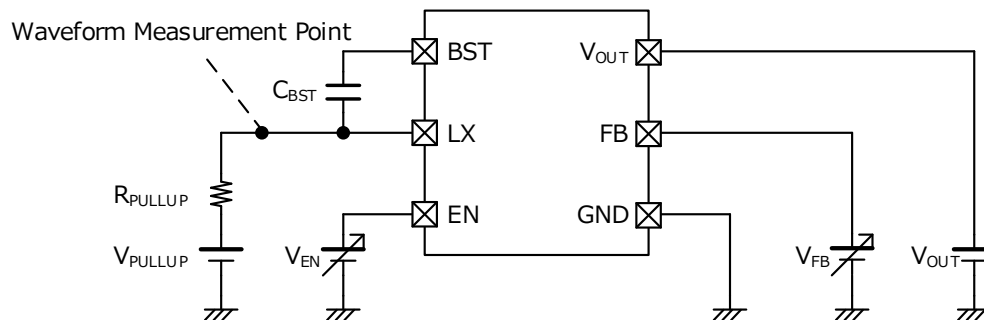 Waveform Measurement Point
BST
VOUT
CBST
LX
FB
RPULLUP
EN
GND
VPULLUP
VEN
VFB
VOUT